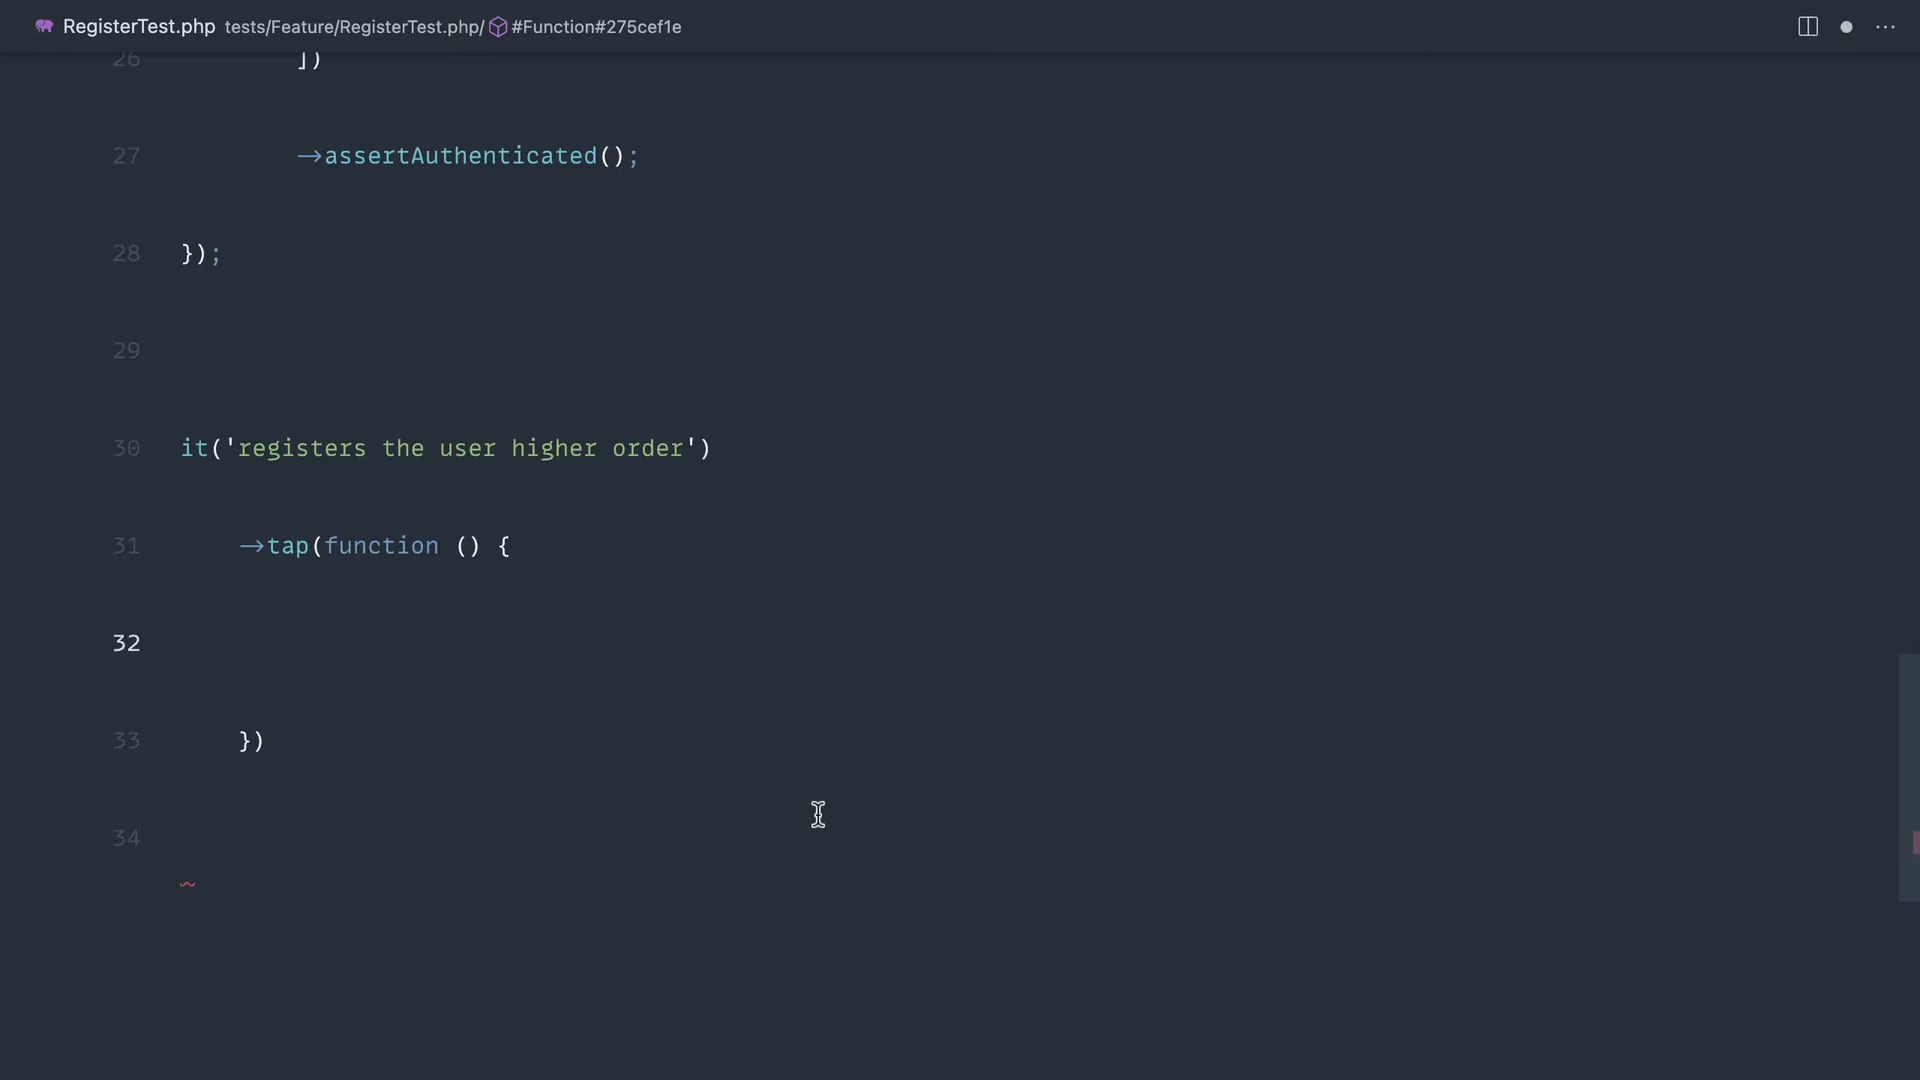 RegisterTest.php tests/Feature/RegisterTest.php/ #Function#275cef1e
26 ])
27 ->assertAuthenticated();
28 });
29
30 it('registers the user higher order')
31 ->tap(function () {
32
33 })
34